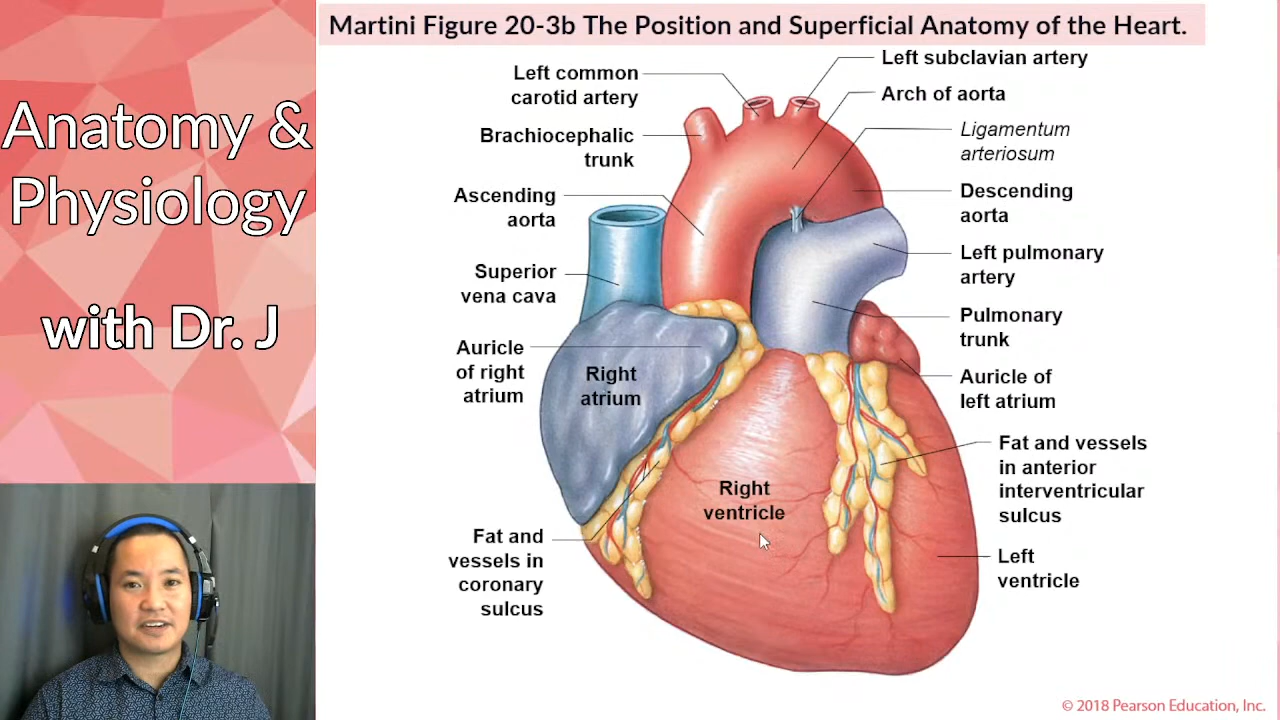 Anatomy &
Physiology
with Dr. J
Martini Figure 20-3b The Position and Superficial Anatomy of the Heart.
Left common
carotid artery
Brachiocephalic
trunk
Ascending
aorta
Superior
vena cava
Auricle
of right
atrium
Fat and
vessels in
coronary
sulcus
Right
atrium
Right
ventricle
Left subclavian artery
Arch of aorta
Ligamentum
arteriosum
Descending
aorta
Left pulmonary
artery
Pulmonary
trunk
Auricle of
left atrium
Fat and vessels
in anterior
interventricular
sulcus
Left
ventricle
© 2018 Pearson Education, Inc.